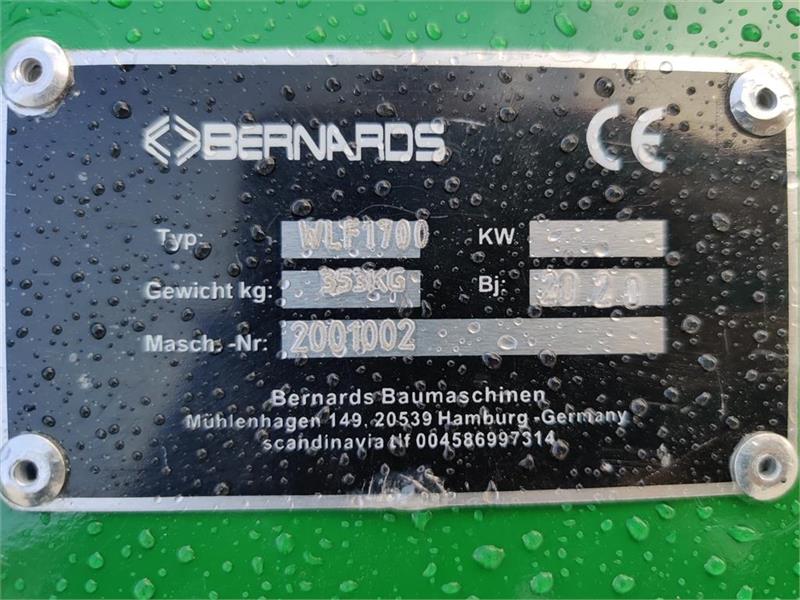 BERNARDS CE
Typ: WLF1700 KW
Gewicht kg: 353KG Bj: 2020
Masch. -Nr: 2001002
Bernards Baumaschinen
Mühlenhagen 149, 20539 Hamburg -Germany
scandinavia Nf 004586997314